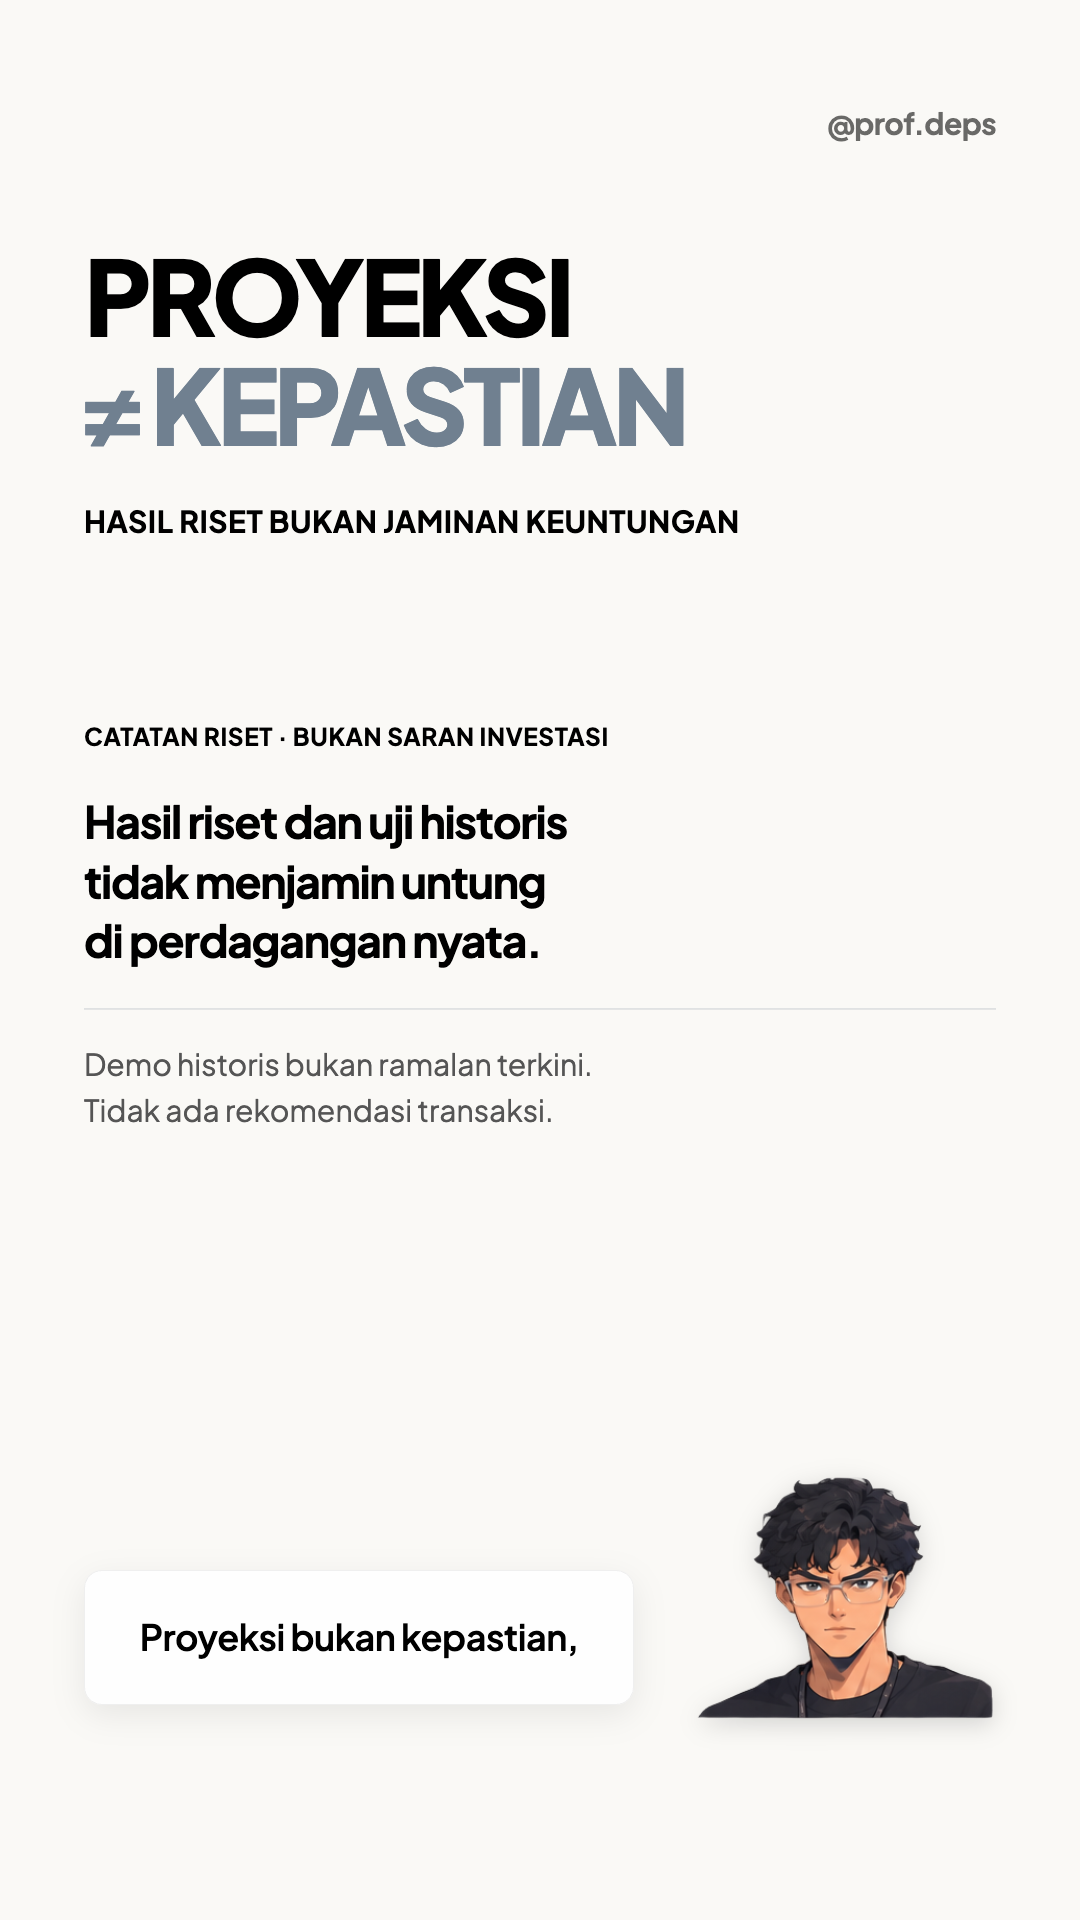 @prof.deps
PROYEKSI
≠ KEPASTIAN
HASIL RISET BUKAN JAMINAN KEUNTUNGAN
CATATAN RISET · BUKAN SARAN INVESTASI
Hasil riset dan uji historis
tidak menjamin untung
di perdagangan nyata.
Demo historis bukan ramalan terkini.
Tidak ada rekomendasi transaksi.
Proyeksi bukan kepastian,